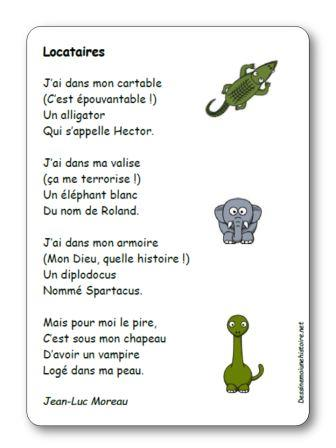 Locataires
J'ai dans mon cartable
(C'est épouvantable !)
Un alligator
Qui s'appelle Hector.
J'ai dans ma valise
(ça me terrorise !)
Un éléphant blanc
Du nom de Roland.
J'ai dans mon armoire
(Mon Dieu, quelle histoire !)
Un diplodocus
Nommé Spartacus.
Mais pour moi le pire,
C'est sous mon chapeau
D'avoir un vampire
Logé dans ma peau.
Jean-Luc Moreau
Dessinemoiunehistoire.net